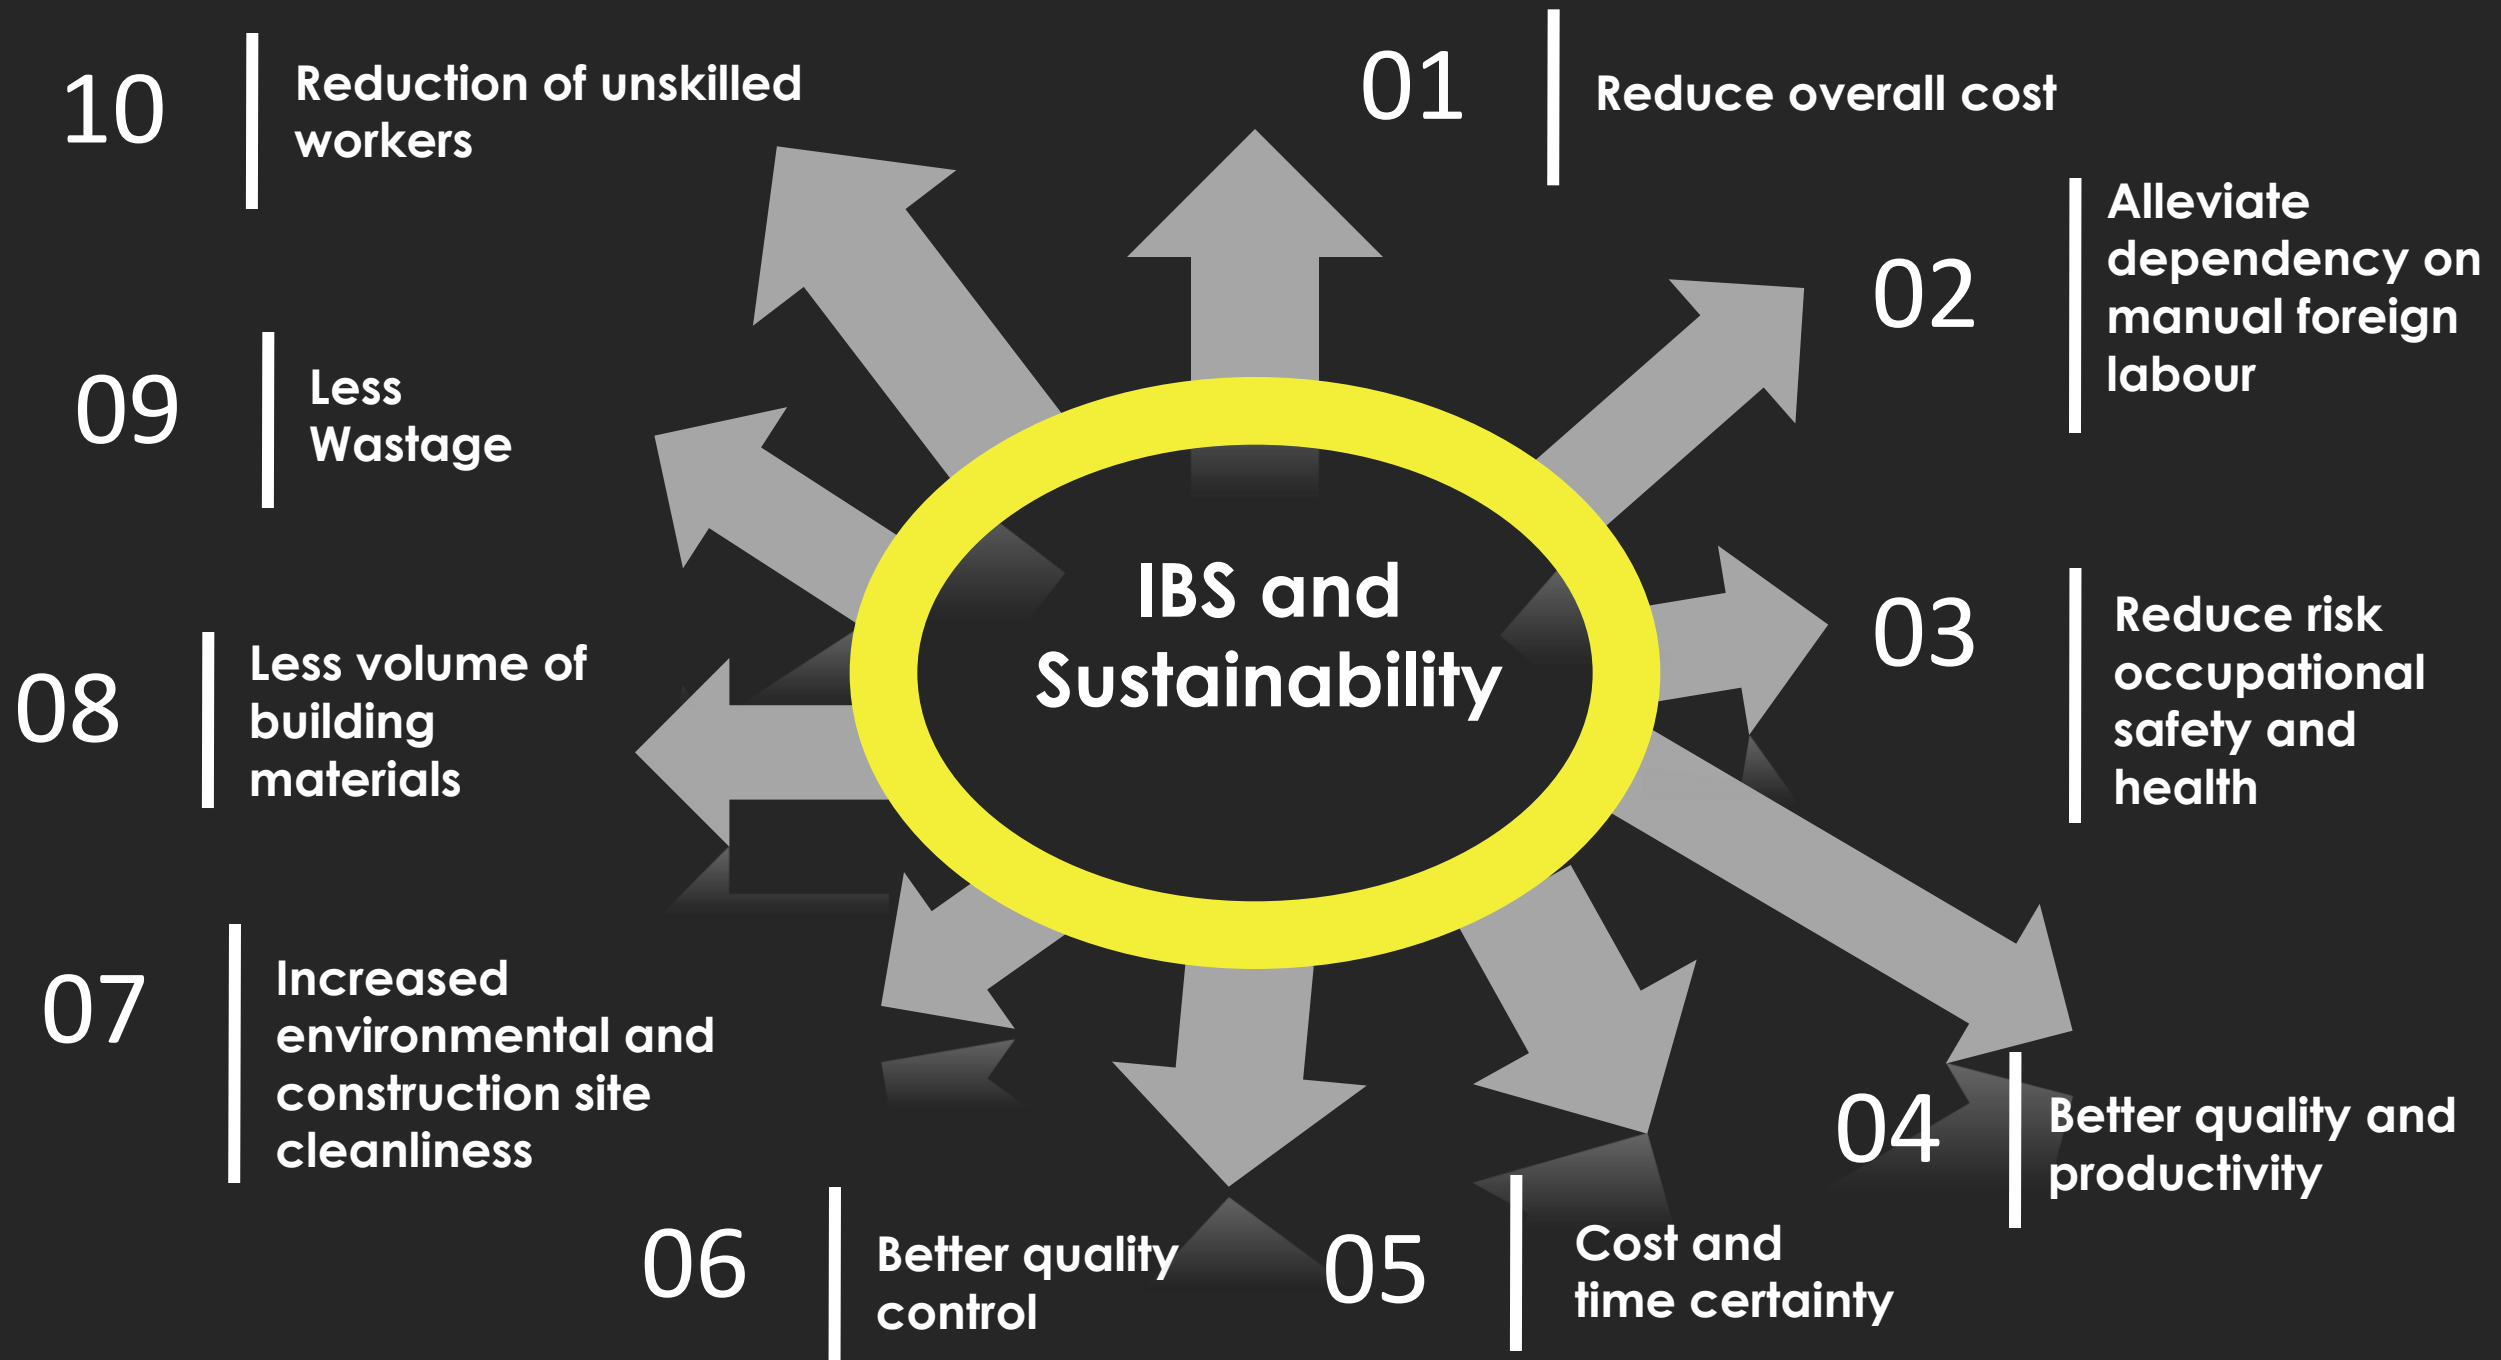 IBS and
Sustainability
01
Reduce overall cost
02
Alleviate
dependency on
manual foreign
labour
03
Reduce risk
occupational
safety and
health
04
Better quality and
productivity
05
Cost and
time certainty
06
Better quality
control
07
Increased
environmental and
construction site
cleanliness
08
Less volume of
building
materials
09
Less
Wastage
10
Reduction of unskilled
workers